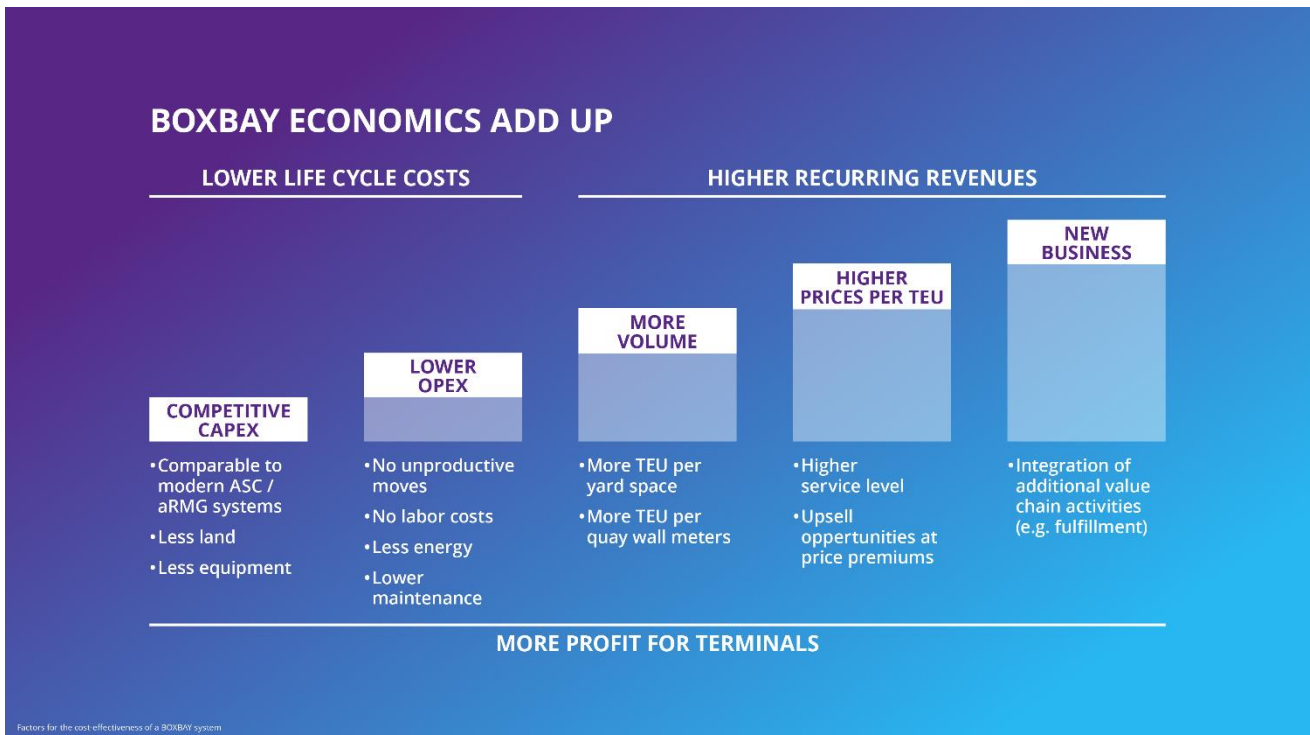 BOXBAY ECONOMICS ADD UP
LOWER LIFE CYCLE COSTS
HIGHER RECURRING REVENUES
COMPETITIVE
CAPEX
•Comparable to
modern ASC /
aRMG systems
•Less land
•Less equipment
LOWER
OPEX
•No unproductive
moves
•No labor costs
•Less energy
•Lower
maintenance
MORE
VOLUME
•More TEU per
yard space
•More TEU per
quay wall meters
HIGHER
PRICES PER TEU
•Higher
service level
•Upsell
oppertunities at
price premiums
NEW
BUSINESS
•Integration of
additional value
chain activities
(e.g. fulfillment)
MORE PROFIT FOR TERMINALS
Factors for the cost-effectiveness of a BOXBAY system